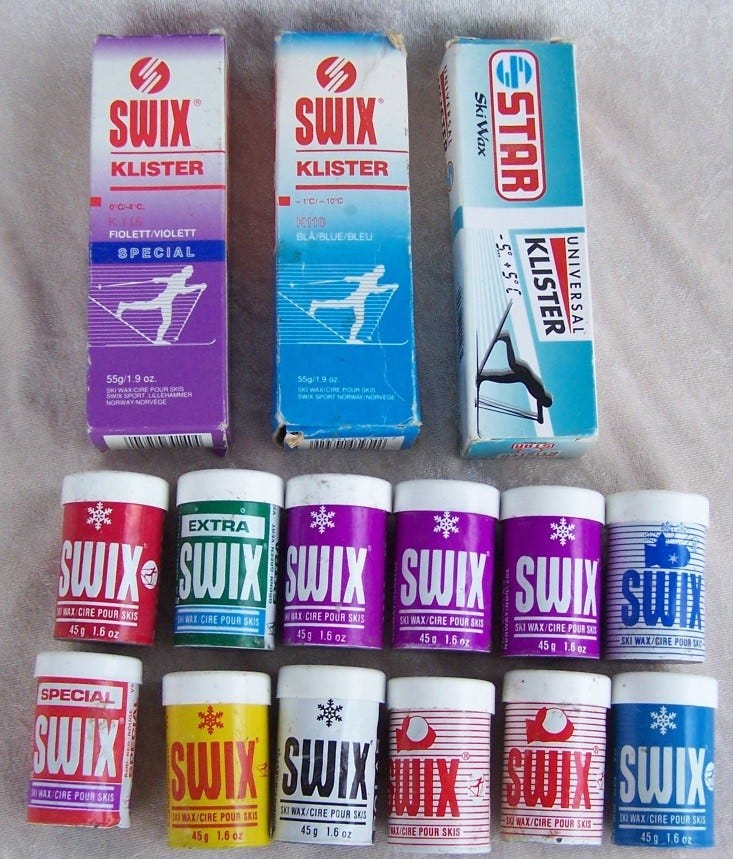 SWIX®
KLISTER
0°C/-4°C.
FIOLETT/VIOLETT
SPECIAL
55g/1.9 oz.
SKI WAX/CIRE POUR SKIS
SWIX SPORT, LILLEHAMMER
NORWAY-NORVEGE
SWIX®
KLISTER
– 1°C/ – 10°C
K110
BLÅ/BLUE/BLEU
55g/1.9 oz.
SKI WAX/CIRE POUR SKIS
SWIX SPORT NORWAY/NORVEGE
STAR
Ski Wax
UNIVERSAL
KLISTER
-5° +5°C
STAR
SWIX
SKI WAX/CIRE POUR SKIS
45 g 1.6 oz
EXTRA
SWIX
SKI WAX/CIRE POUR SKIS
SWIX
SKI WAX/CIRE POUR SKIS
45 g 1.6 oz
SWIX
SKI WAX/CIRE POUR SKIS
45 g 1.6 oz
SWIX
SKI WAX/CIRE POUR SKIS
45 g 1.6 oz
SWIX
SKI WAX/CIRE POUR SKIS
SPECIAL
SWIX
SKI WAX/CIRE POUR SKIS
SWIX
SKI WAX/CIRE POUR SKIS
45 g 1.6 oz
SWIX
SKI WAX/CIRE POUR SKIS
45 g 1.6 oz
SWIX
SKI WAX/CIRE POUR SKIS
SWIX
SKI WAX/CIRE POUR SKIS
SWIX
SKI WAX/CIRE POUR SKIS
45 g 1.6 oz